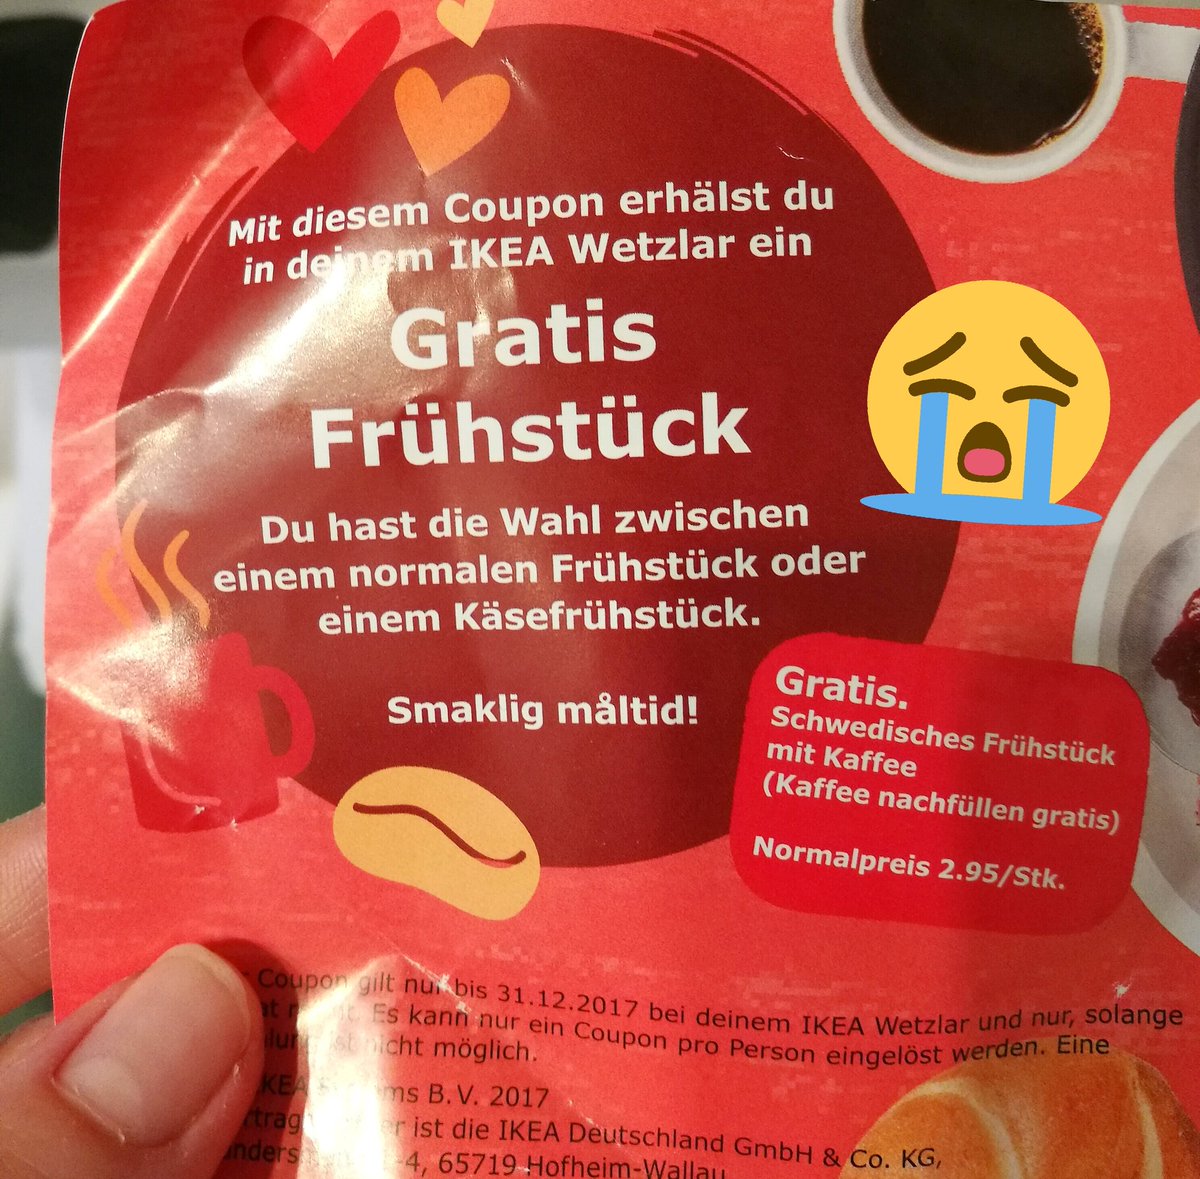 Mit diesem Coupon erhälst du
in deinem IKEA Wetzlar ein
Gratis
Frühstück
Du hast die Wahl zwischen
einem normalen Frühstück oder
einem Käsefrühstück.
Smaklig måltid!
Gratis.
Schwedisches Frühstück
mit Kaffee
(Kaffee nachfüllen gratis)
Normalpreis 2.95/Stk.
Coupon gilt nur bis 31.12.2017 bei deinem IKEA Wetzlar und nur, solange
Es kann nur ein Coupon pro Person eingelöst werden. Eine
ist nicht möglich.
IKEA B.V. 2017
ist die IKEA Deutschland GmbH & Co. KG,
65719 Hofheim-Wallau